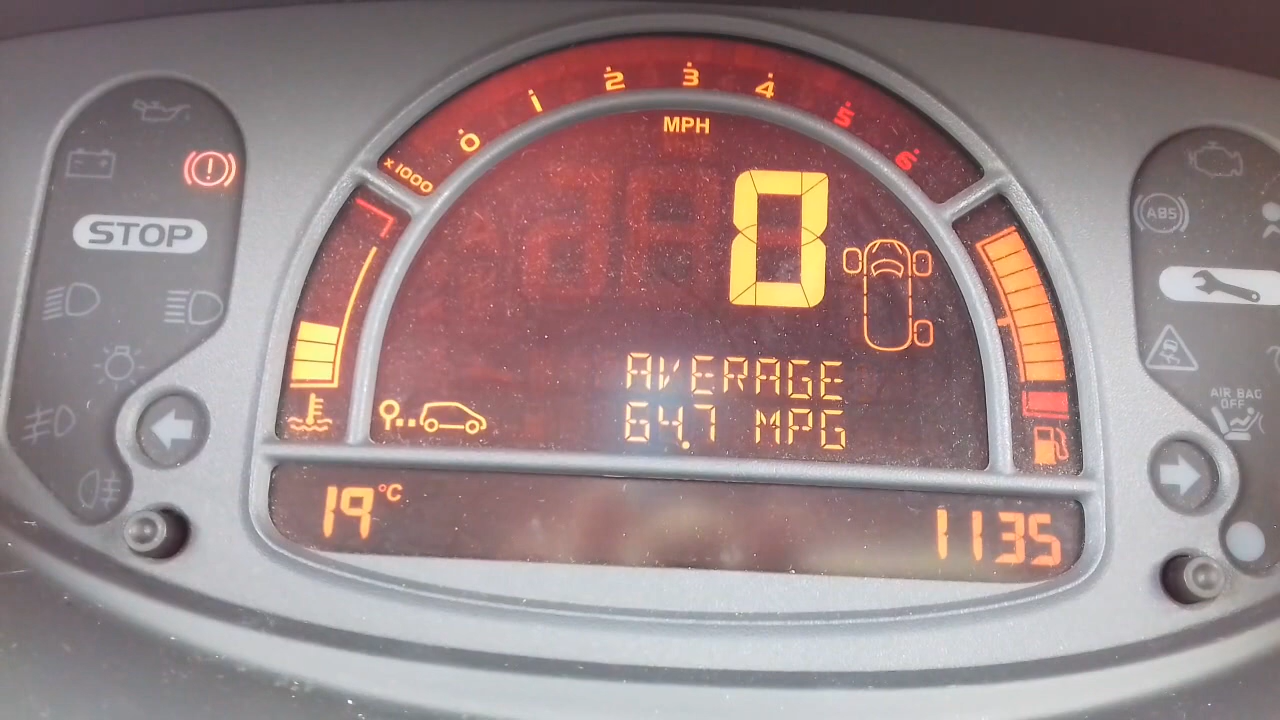 0 1 2 3 4 5 6
x1000
MPH
0
STOP
ABS
AVERAGE
64.7 MPG
AIR BAG
OFF
19°C
1135